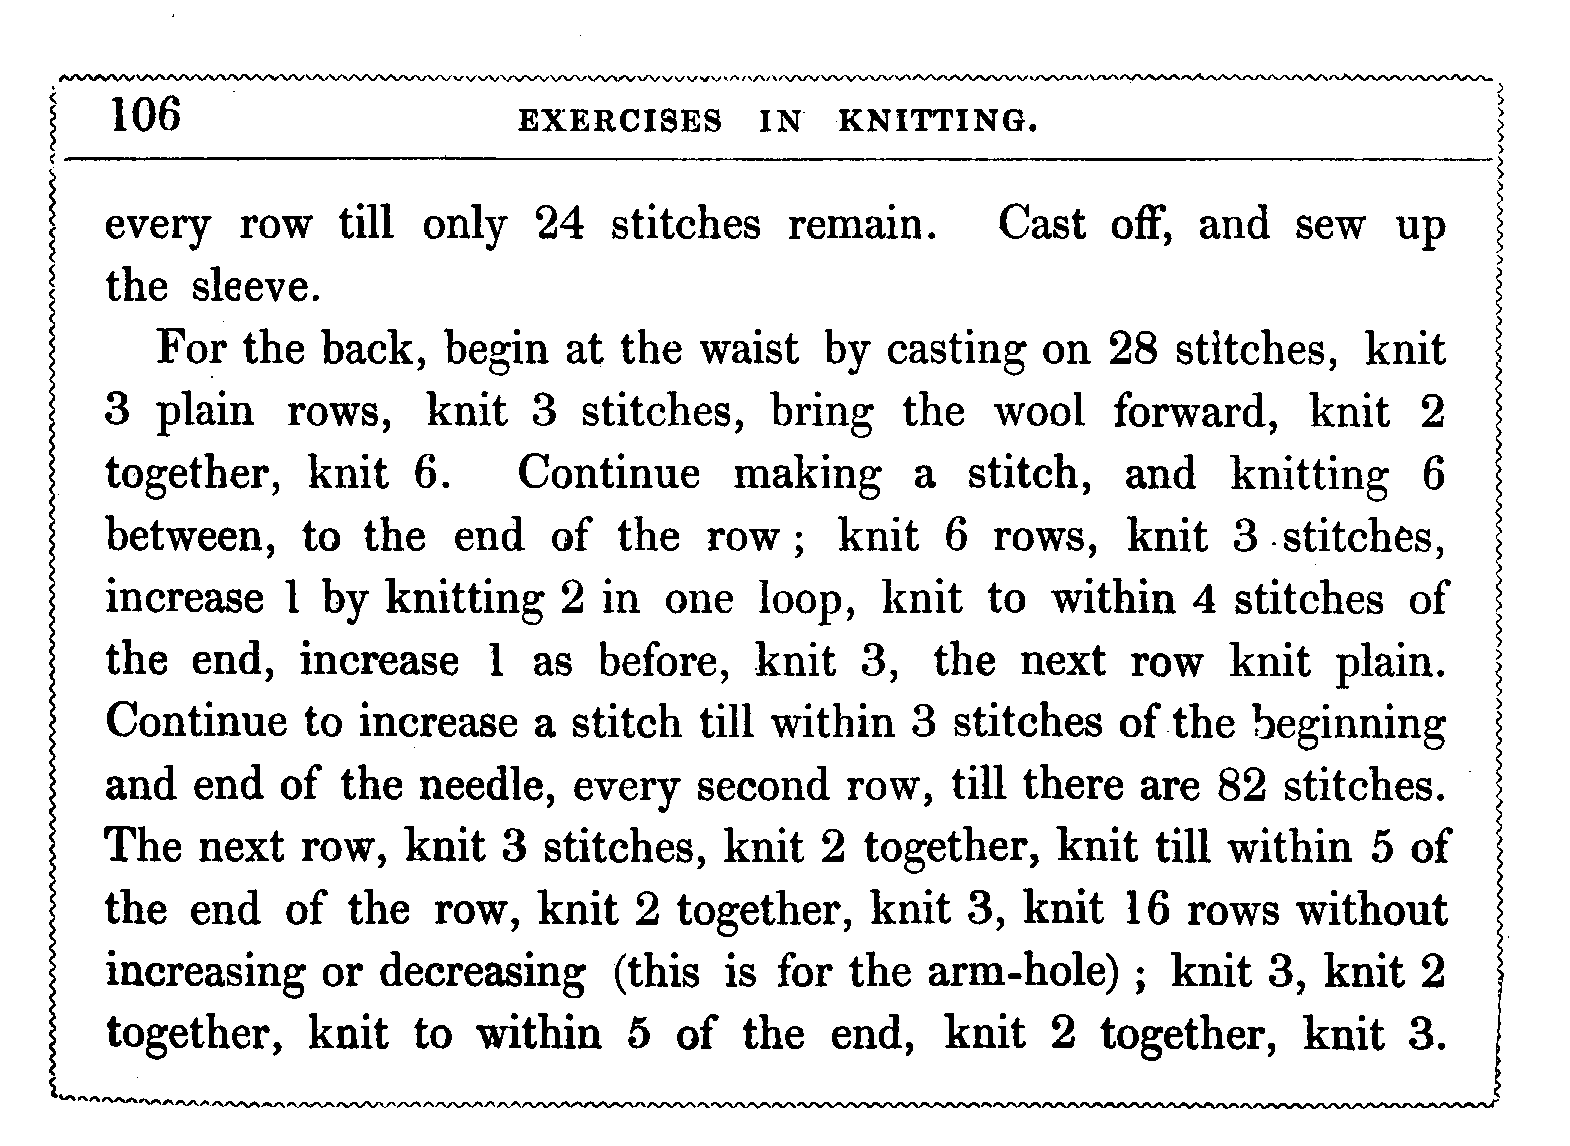 106 EXERCISES IN KNITTING.
every row till only 24 stitches remain. Cast off, and sew up
the sleeve.
For the back, begin at the waist by casting on 28 stitches, knit
3 plain rows, knit 3 stitches, bring the wool forward, knit 2
together, knit 6. Continue making a stitch, and knitting 6
between, to the end of the row; knit 6 rows, knit 3 stitches,
increase 1 by knitting 2 in one loop, knit to within 4 stitches of
the end, increase 1 as before, knit 3, the next row knit plain.
Continue to increase a stitch till within 3 stitches of the beginning
and end of the needle, every second row, till there are 82 stitches.
The next row, knit 3 stitches, knit 2 together, knit till within 5 of
the end of the row, knit 2 together, knit 3, knit 16 rows without
increasing or decreasing (this is for the arm-hole); knit 3, knit 2
together, knit to within 5 of the end, knit 2 together, knit 3.